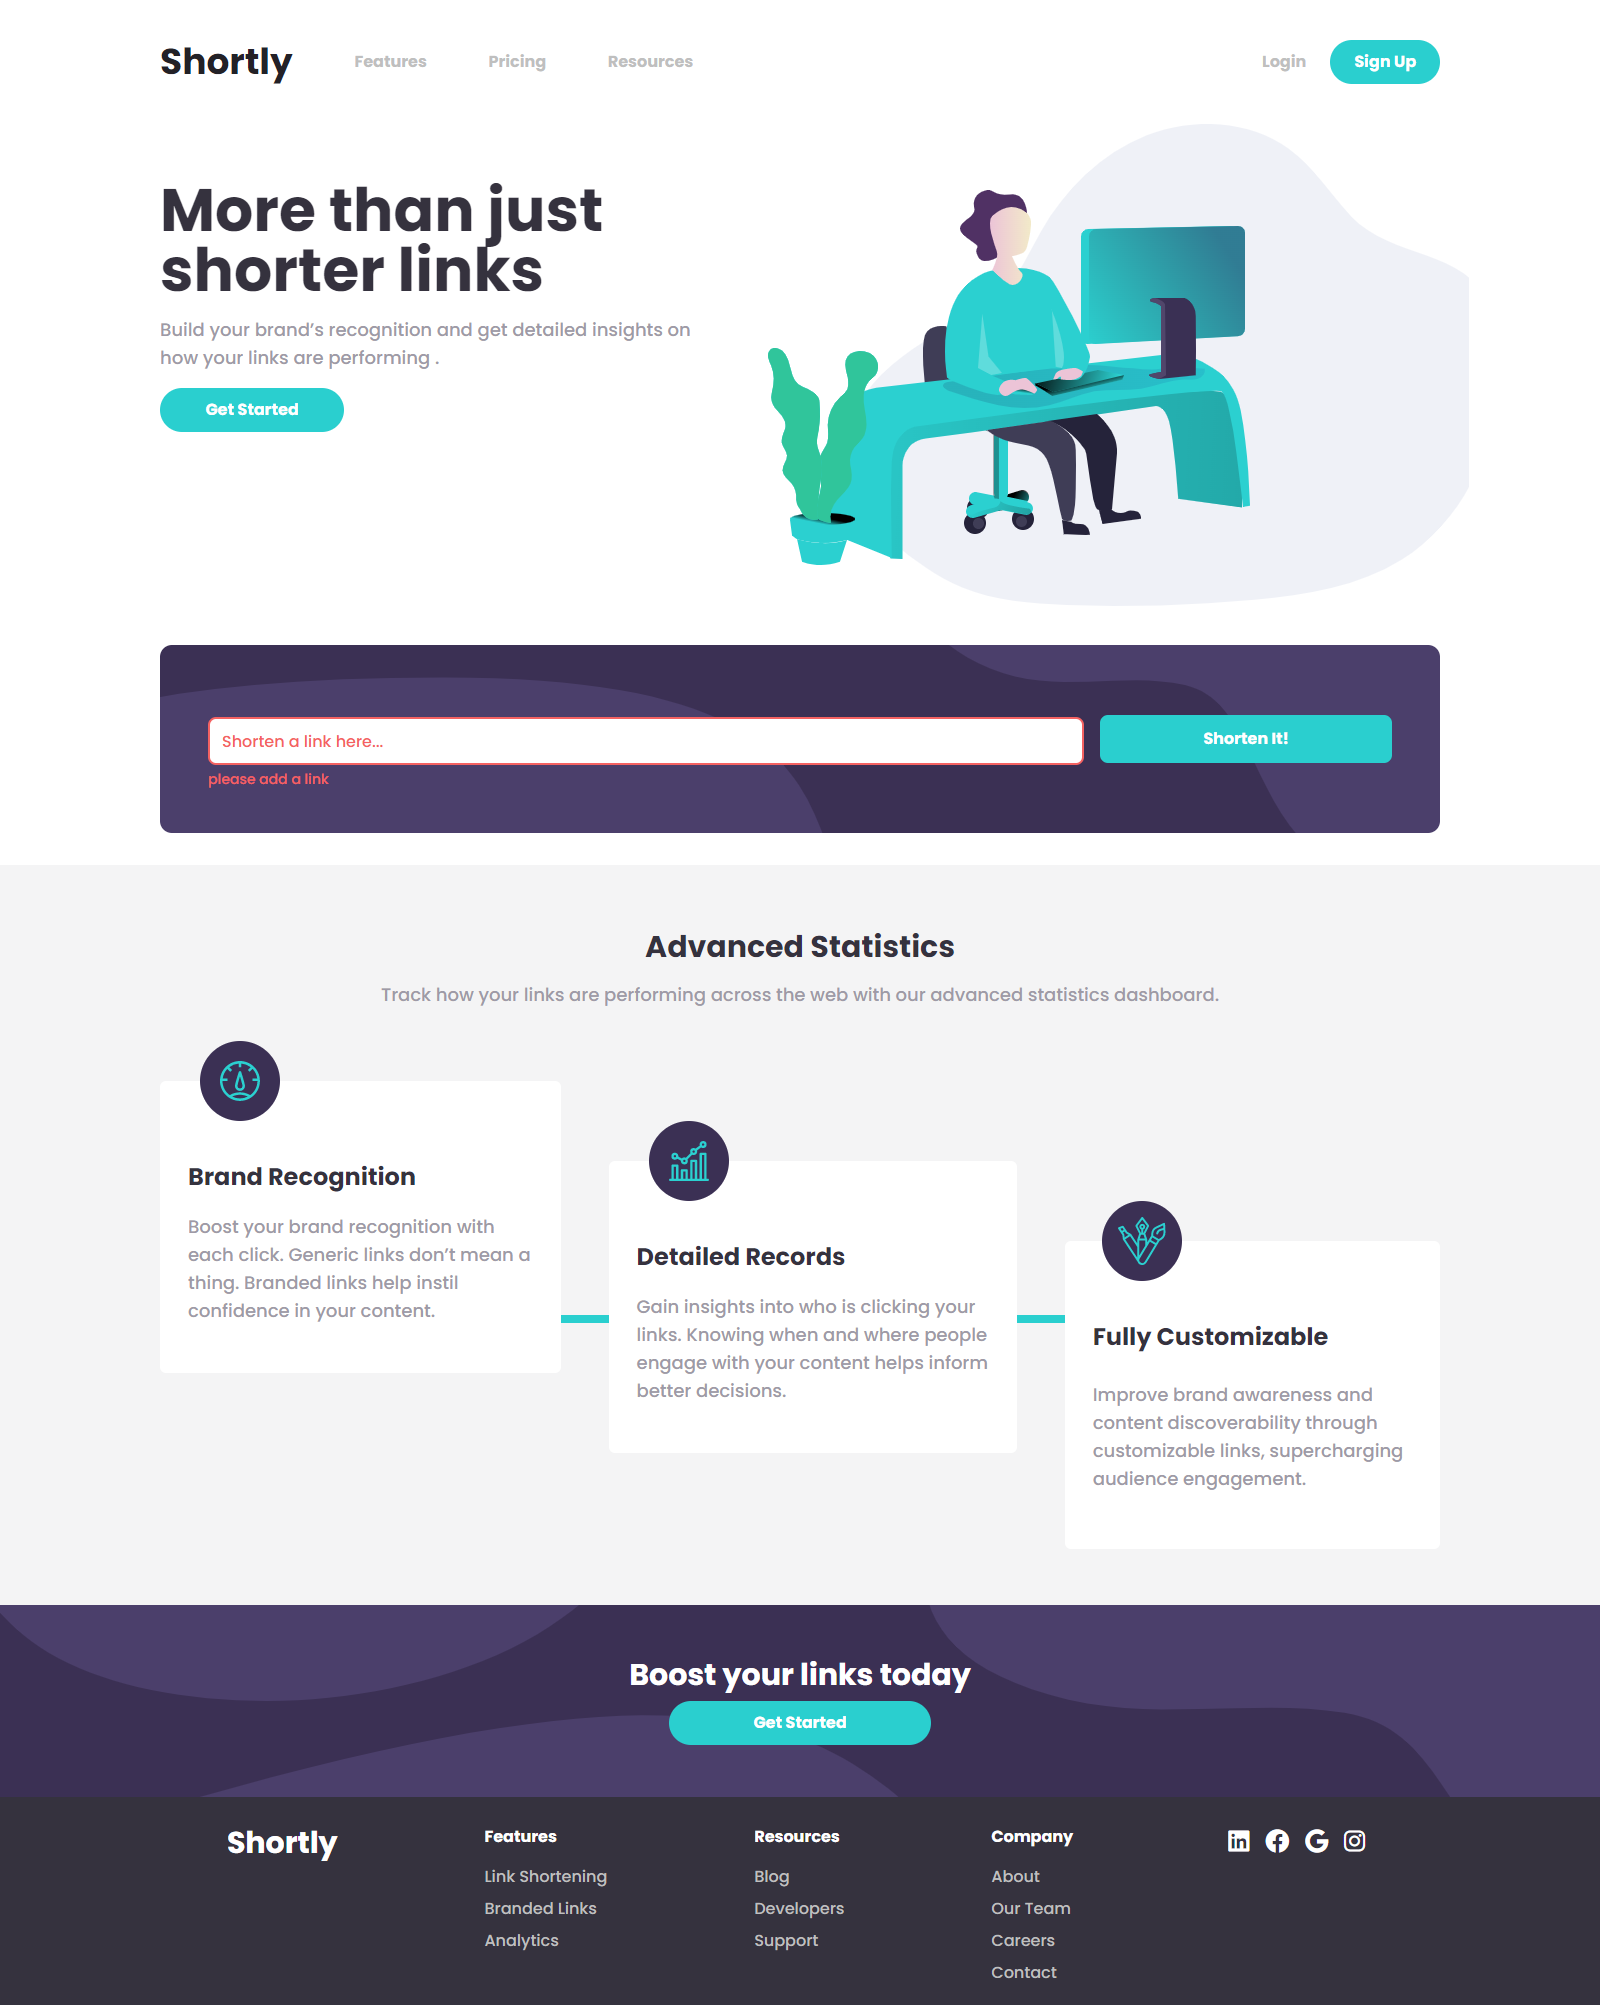 Shortly
Features
Pricing
Resources
Login
Sign Up
More than just
shorter links
Build your brand’s recognition and get detailed insights on
how your links are performing .
Get Started
Shorten a link here...
Shorten It!
please add a link
Advanced Statistics
Track how your links are performing across the web with our advanced statistics dashboard.
Brand Recognition
Boost your brand recognition with
each click. Generic links don’t mean a
thing. Branded links help instil
confidence in your content.
Detailed Records
Gain insights into who is clicking your
links. Knowing when and where people
engage with your content helps inform
better decisions.
Fully Customizable
Improve brand awareness and
content discoverability through
customizable links, supercharging
audience engagement.
Boost your links today
Get Started
Shortly
Features
Link Shortening
Branded Links
Analytics
Resources
Blog
Developers
Support
Company
About
Our Team
Careers
Contact